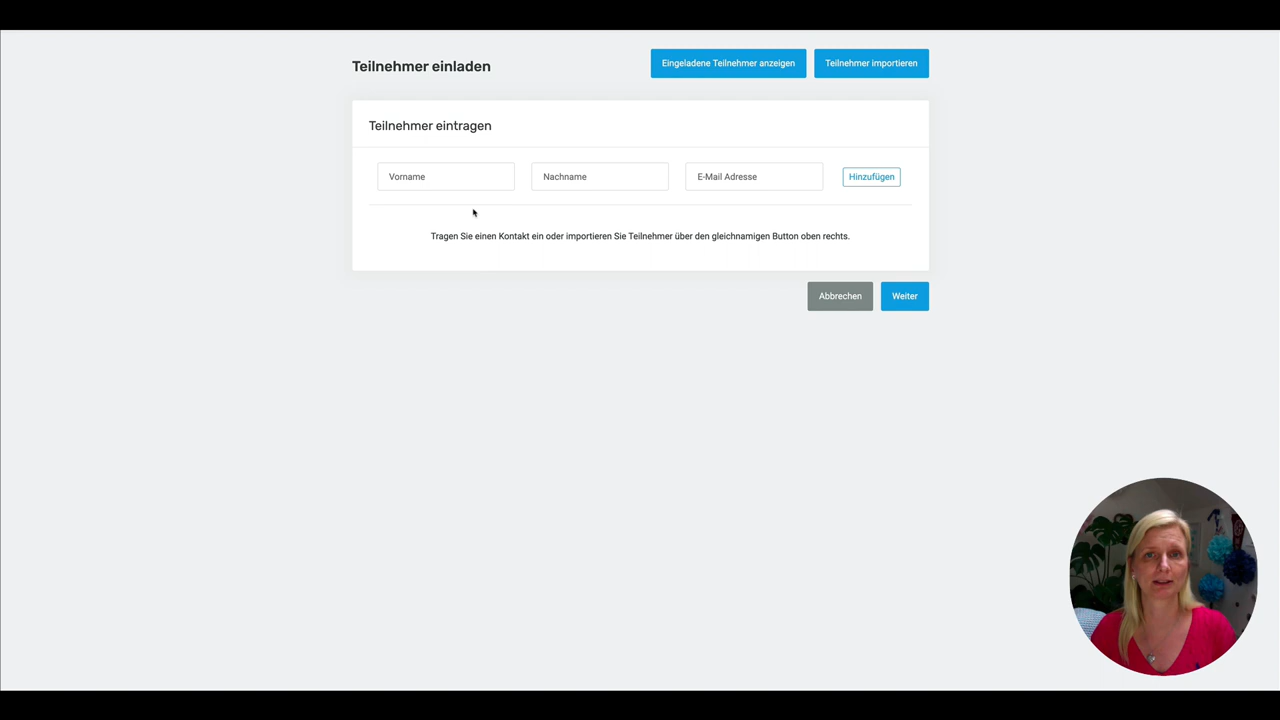 Teilnehmer einladen
Eingeladene Teilnehmer anzeigen
Teilnehmer importieren
Teilnehmer eintragen
Vorname
Nachname
E-Mail Adresse
Hinzufügen
Tragen Sie einen Kontakt ein oder importieren Sie Teilnehmer über den gleichnamigen Button oben rechts.
Abbrechen
Weiter